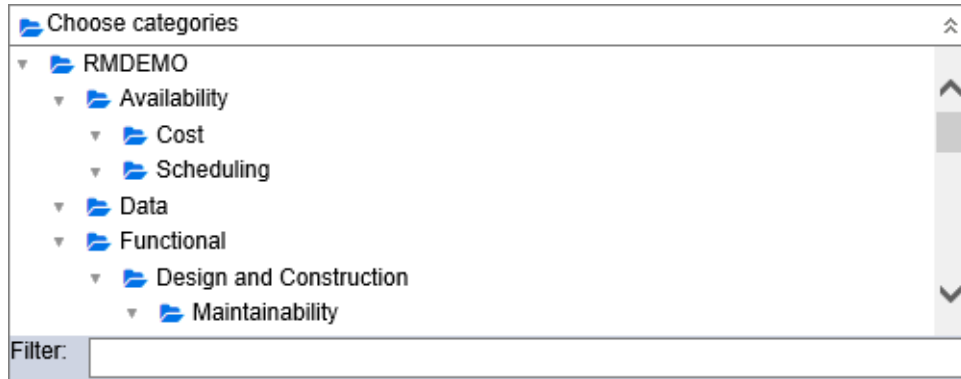 Choose categories
RMDEMO
Availability
Cost
Scheduling
Data
Functional
Design and Construction
Maintainability
Filter: